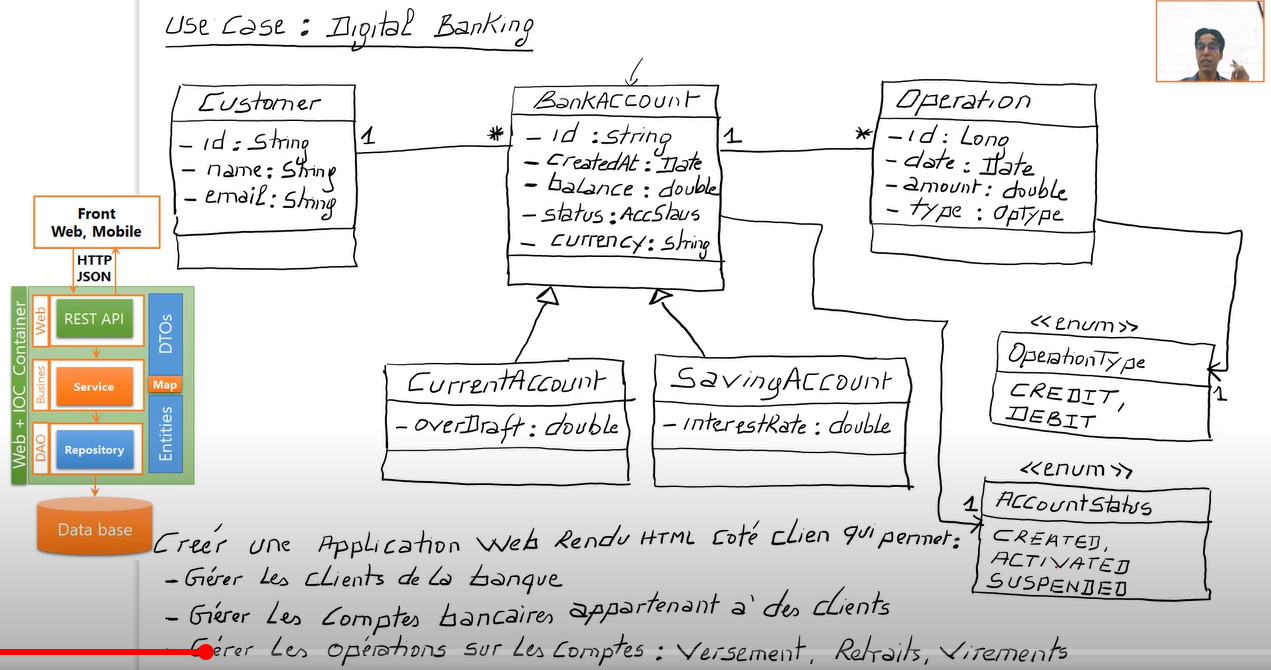 Use Case : Digital Banking
Customer
- id : String
- name : String
- email : String
1
*
BankAccount
- id : String
- createdAt : Date
- balance : double
- status : AccStaus
- currency : String
1
*
Operation
- id : Long
- date : Date
- amount : double
- type : OpType
Front
Web, Mobile
HTTP
JSON
Web + IOC Container
Web
REST API
DTOs
Busines
Service
Map
DAO
Repository
Entities
Data base
CurrentAccount
- overDraft : double
SavingAccount
- interestRate : double
<<enum>>
OperationType
CREDIT,
DEBIT
1
<<enum>>
1
AccountStatus
CREATED,
ACTIVATED
SUSPENDED
Créér une Application Web Rendu HTML coté clien qui permet :
- Gérer Les clients de La banque
- Gérer Les Comptes bancaires appartenant à des clients
- Gérer Les opérations sur Les Comptes : Versement, Retraits, Virements